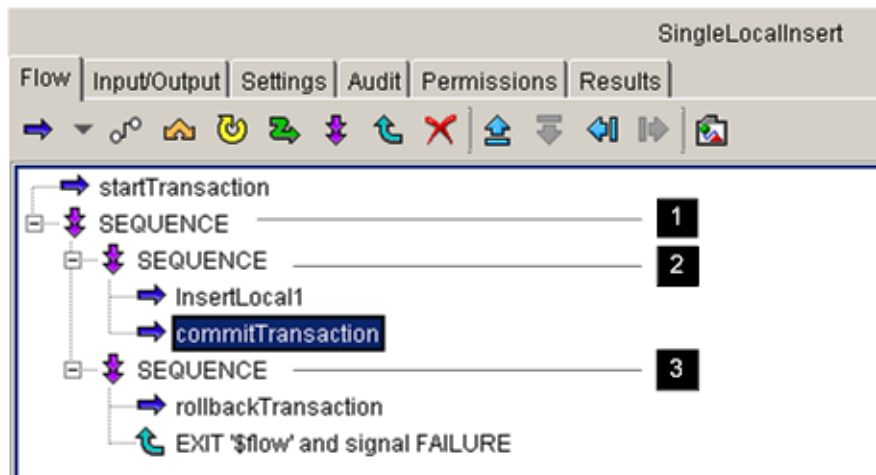 SingleLocalInsert
Flow Input/Output Settings Audit Permissions Results
startTransaction
SEQUENCE 1
SEQUENCE 2
InsertLocal1
commitTransaction
SEQUENCE 3
rollbackTransaction
EXIT '$flow' and signal FAILURE